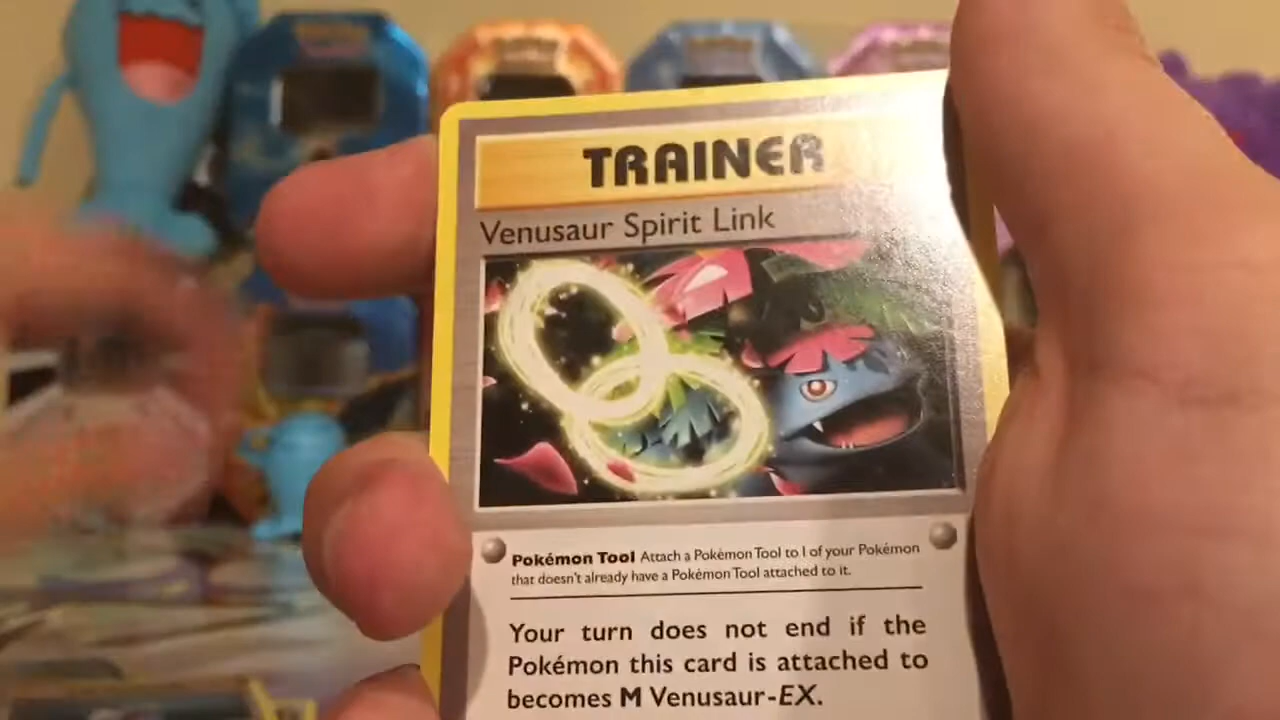 TRAINER
Venusaur Spirit Link
Pokémon Tool Attach a Pokémon Tool to 1 of your Pokémon
that doesn't already have a Pokémon Tool attached to it.
Your turn does not end if the
Pokémon this card is attached to
becomes M Venusaur-EX.